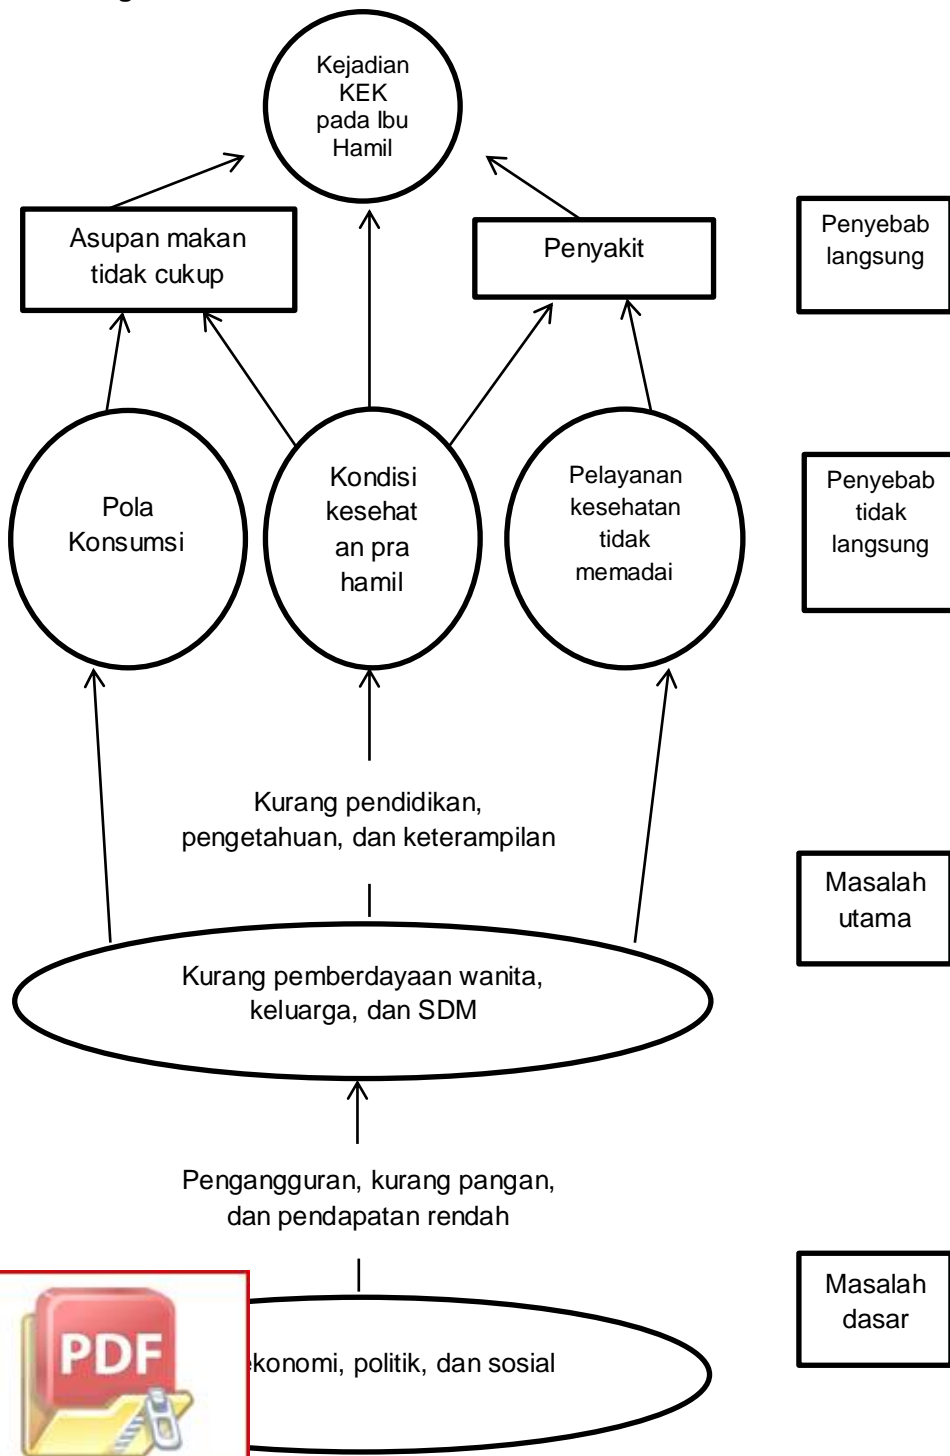 Kejadian
KEK
pada Ibu
Hamil
Asupan makan
tidak cukup
Penyakit
Penyebab
langsung
Pola
Konsumsi
Kondisi
kesehat
an pra
hamil
Pelayanan
kesehatan
tidak
memadai
Penyebab
tidak
langsung
Kurang pendidikan,
pengetahuan, dan keterampilan
Masalah
utama
Kurang pemberdayaan wanita,
keluarga, dan SDM
Pengangguran, kurang pangan,
dan pendapatan rendah
Masalah
dasar
PDF
ekonomi, politik, dan sosial